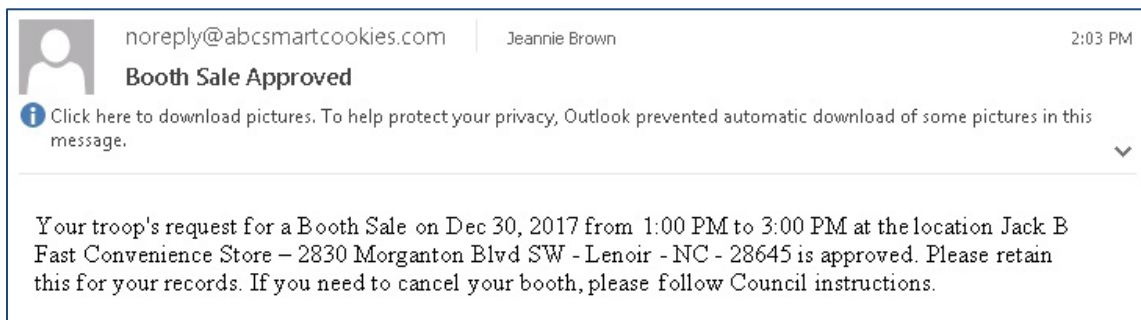 noreply@abcsmartcookies.com Jeannie Brown 2:03 PM
Booth Sale Approved
Click here to download pictures. To help protect your privacy, Outlook prevented automatic download of some pictures in this
message.
Your troop's request for a Booth Sale on Dec 30, 2017 from 1:00 PM to 3:00 PM at the location Jack B
Fast Convenience Store – 2830 Morganton Blvd SW - Lenoir - NC - 28645 is approved. Please retain
this for your records. If you need to cancel your booth, please follow Council instructions.